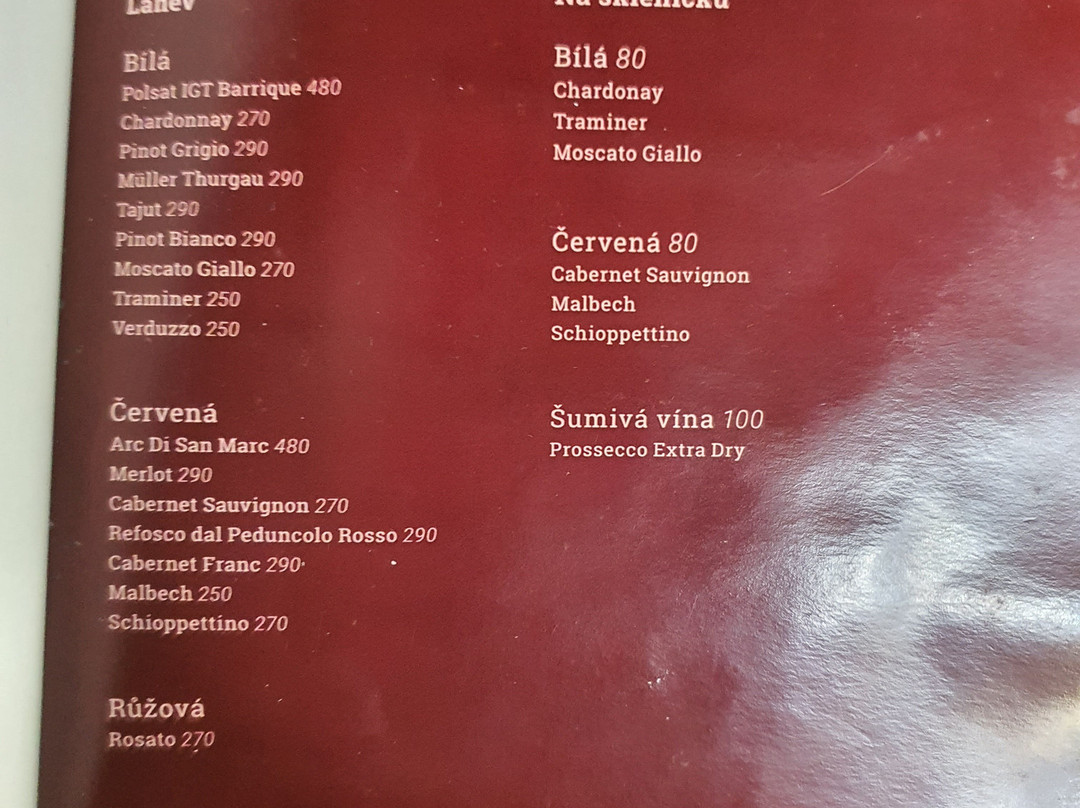 Lahev
Bílá
Polsat IGT Barrique 480
Chardonnay 270
Pinot Grigio 290
Müller Thurgau 290
Tajut 290
Pinot Bianco 290
Moscato Giallo 270
Traminer 250
Verduzzo 250
Červená
Arc Di San Marc 480
Merlot 290
Cabernet Sauvignon 270
Refosco dal Peduncolo Rosso 290
Cabernet Franc 290
Malbech 250
Schioppettino 270
Růžová
Rosato 270
Na skleničku
Bílá 80
Chardonay
Traminer
Moscato Giallo
Červená 80
Cabernet Sauvignon
Malbech
Schioppettino
Šumivá vína 100
Prossecco Extra Dry